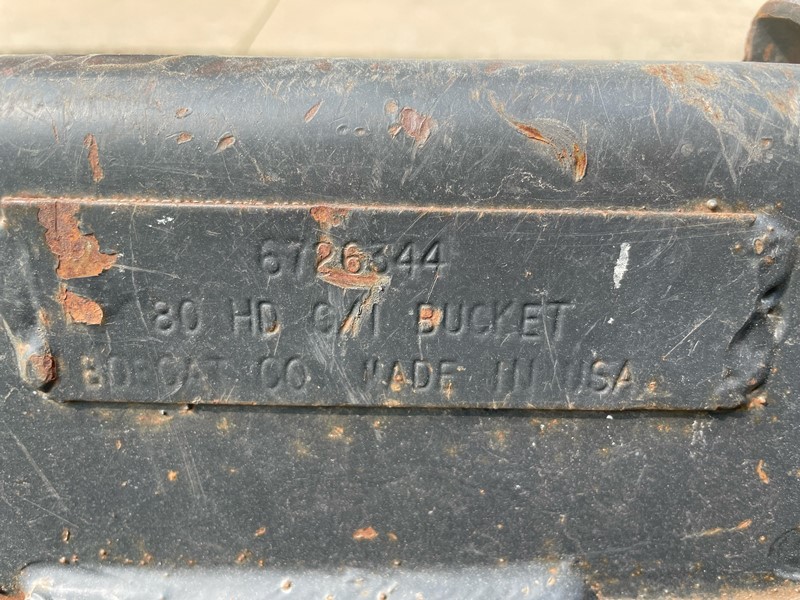 6726344
80 HD C/I BUCKET
BOBCAT CO MADE IN USA